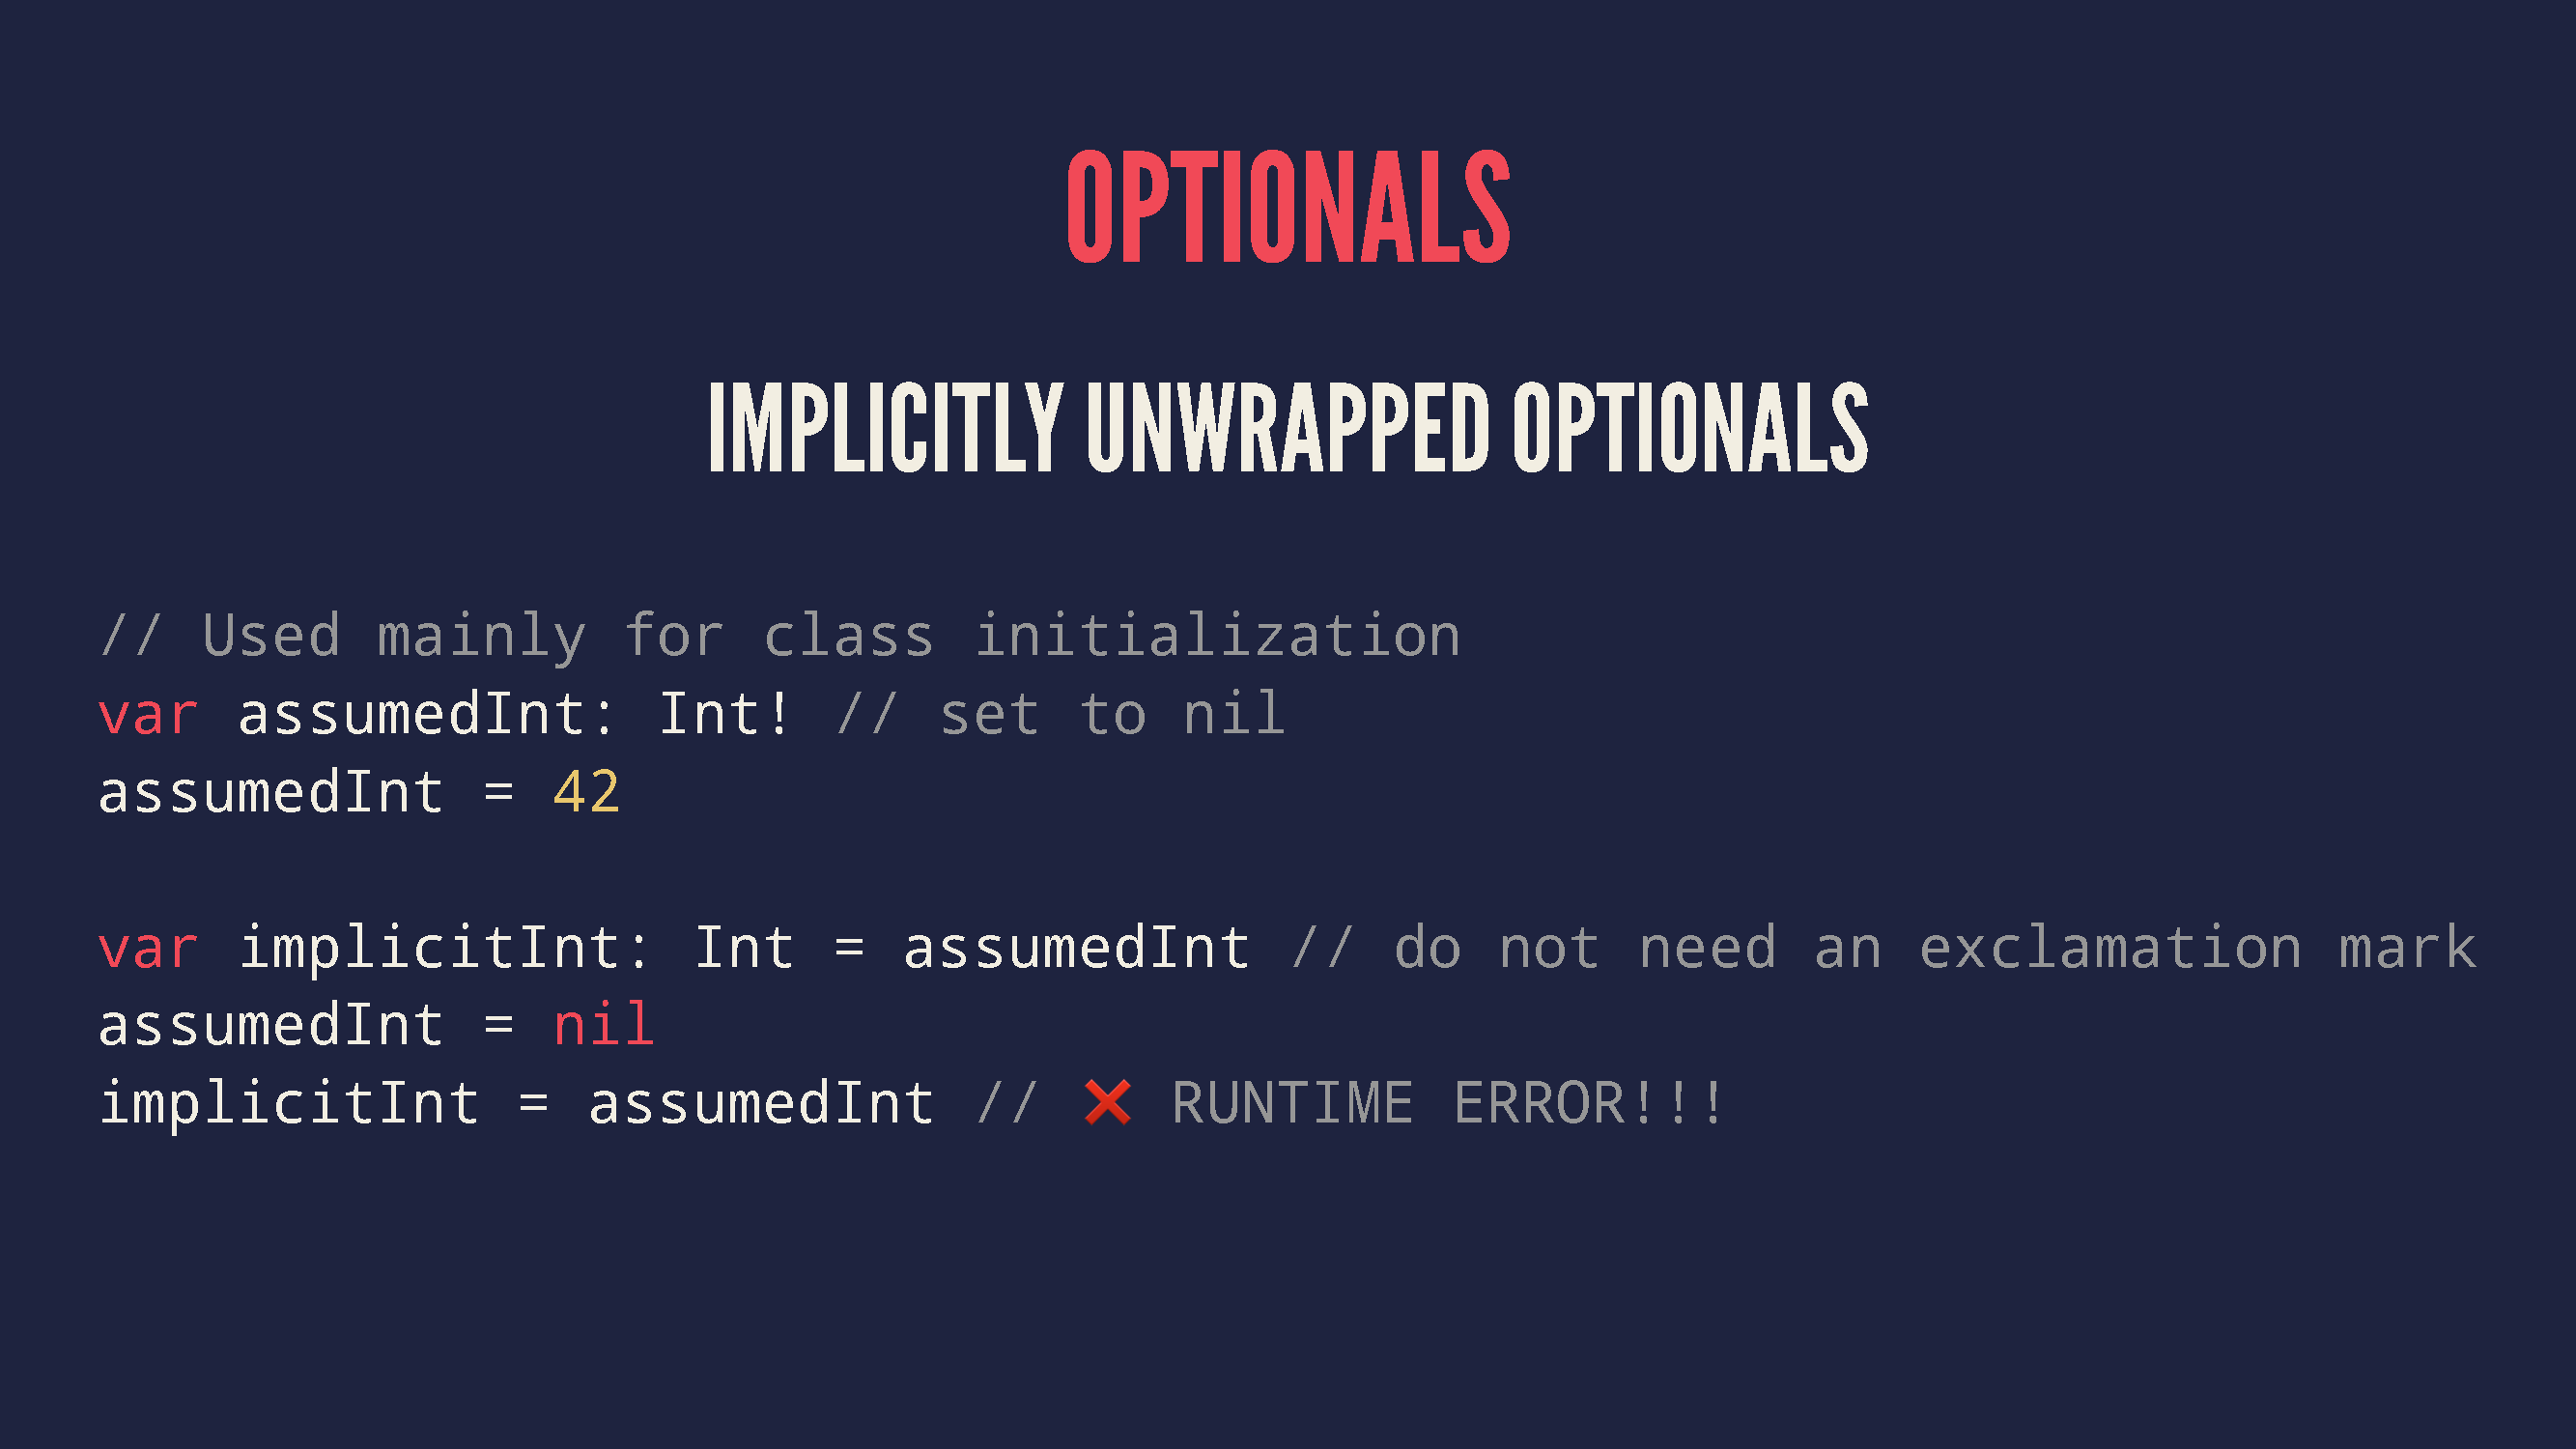 OPTIONALS
IMPLICITLY UNWRAPPED OPTIONALS
// Used mainly for class initialization
var assumedInt: Int! // set to nil
assumedInt = 42
var implicitInt: Int = assumedInt // do not need an exclamation mark
assumedInt = nil
implicitInt = assumedInt // ❌ RUNTIME ERROR!!!